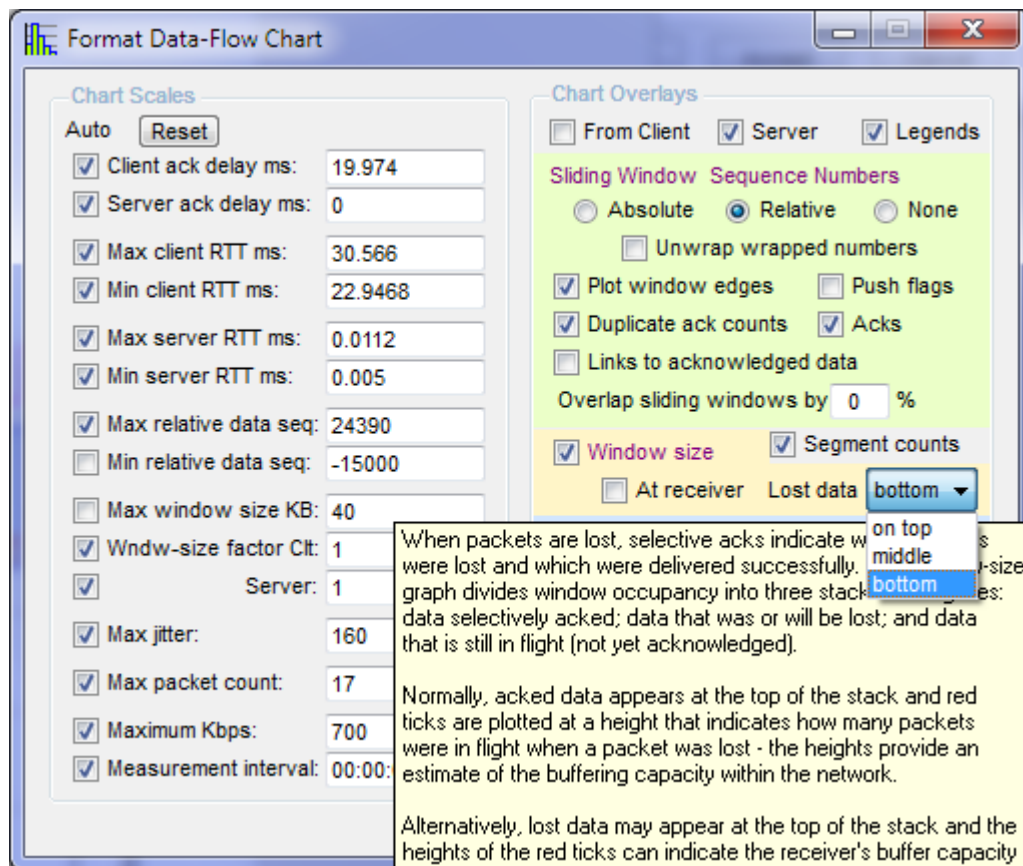 Format Data-Flow Chart
Chart Scales
Auto Reset
Client ack delay ms: 19.974
Server ack delay ms: 0
Max client RTT ms: 30.566
Min client RTT ms: 22.9468
Max server RTT ms: 0.0112
Min server RTT ms: 0.005
Max relative data seq: 24390
Min relative data seq: -15000
Max window size KB: 40
Wndw-size factor Clt: 1
Server: 1
Max jitter: 160
Max packet count: 17
Maximum Kbps: 700
Measurement interval: 00:00:
Chart Overlays
From Client Server Legends
Sliding Window Sequence Numbers
Absolute Relative None
Unwrap wrapped numbers
Plot window edges Push flags
Duplicate ack counts Acks
Links to acknowledged data
Overlap sliding windows by 0 %
Window size Segment counts
At receiver Lost data bottom
on top
middle
bottom
When packets are lost, selective acks indicate
were lost and which were delivered successfully. -size
graph divides window occupancy into three stack es:
data selectively acked; data that was or will be lost; and data
that is still in flight (not yet acknowledged).
Normally, acked data appears at the top of the stack and red
ticks are plotted at a height that indicates how many packets
were in flight when a packet was lost - the heights provide an
estimate of the buffering capacity within the network.
Alternatively, lost data may appear at the top of the stack and the
heights of the red ticks can indicate the receiver's buffer capacity